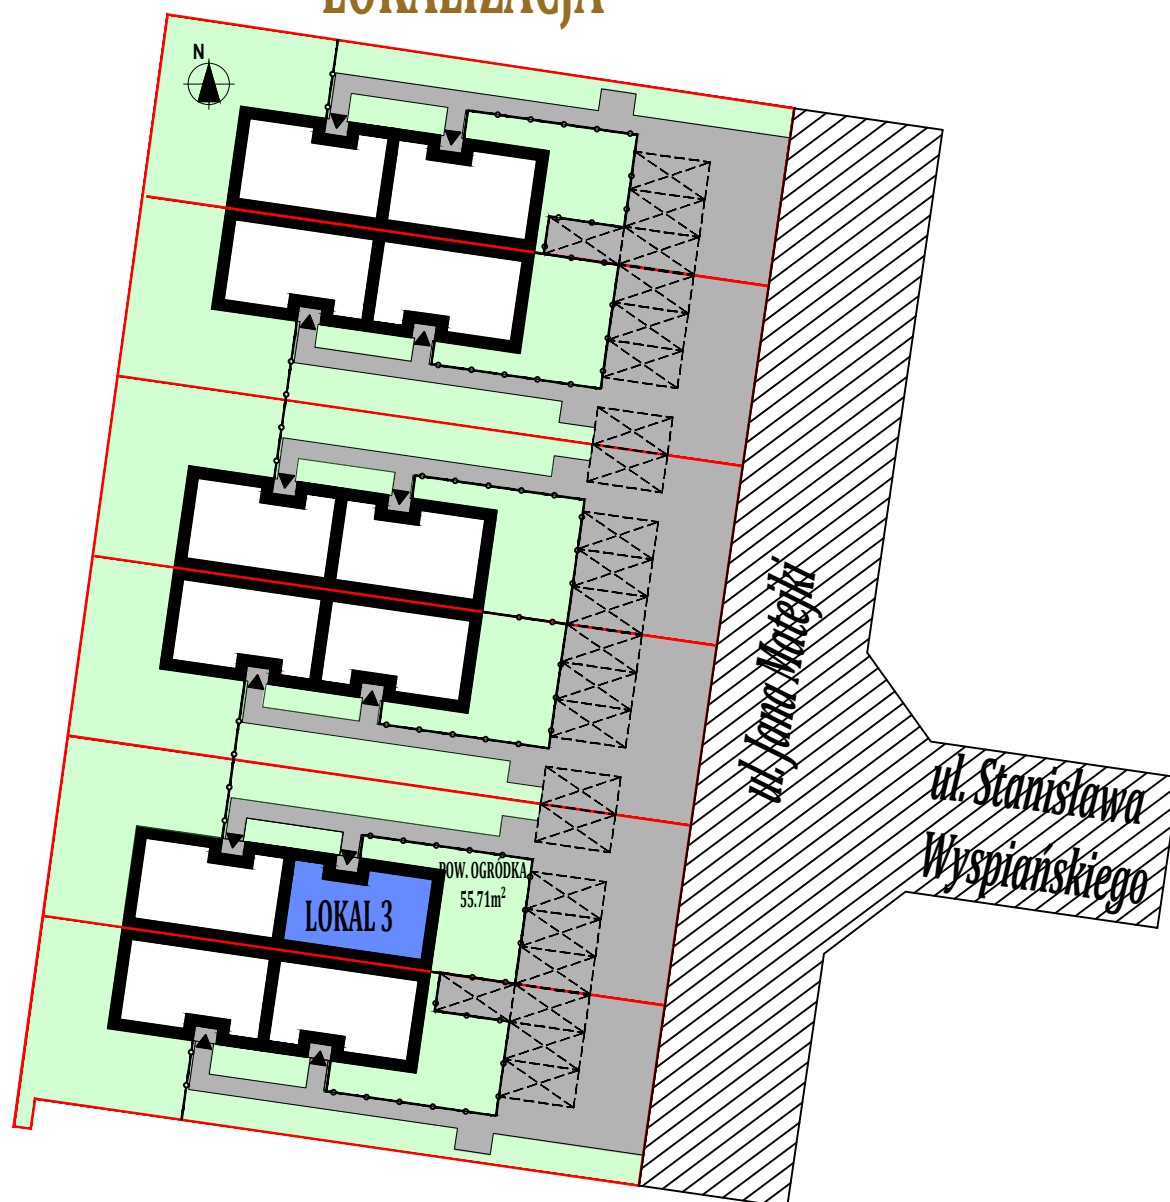 LOKALIZACJA
N
ul. Jana Matejki
ul. Stanisława
Wyspiańskiego
POW. OGRÓDKA
55.71m²
LOKAL 3